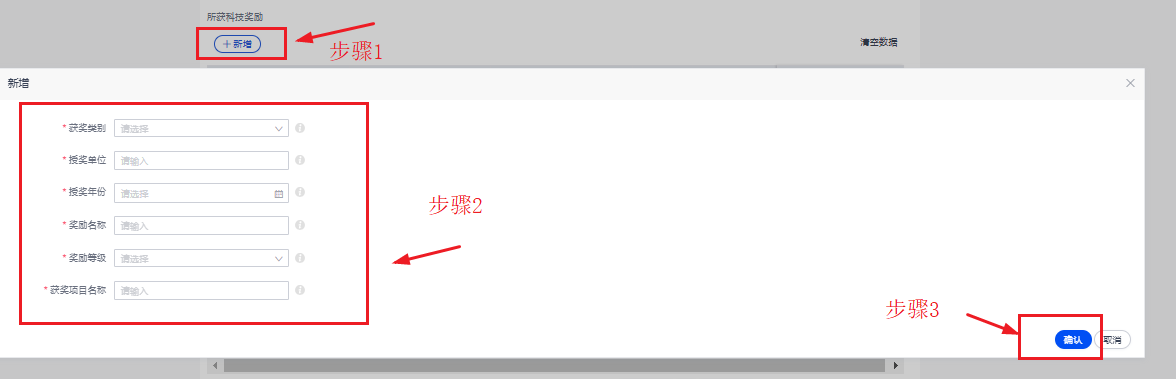 所获科技奖励
+ 新增
步骤1
清空数据
新增
* 获奖类别 请选择
* 授奖单位 请输入
* 授奖年份 请选择
步骤2
* 奖励名称 请输入
* 奖励等级 请选择
* 获奖项目名称 请输入
步骤3
确认 取消